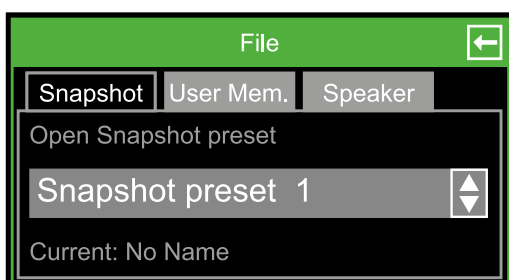 File
Snapshot User Mem. Speaker
Open Snapshot preset
Snapshot preset 1
Current: No Name